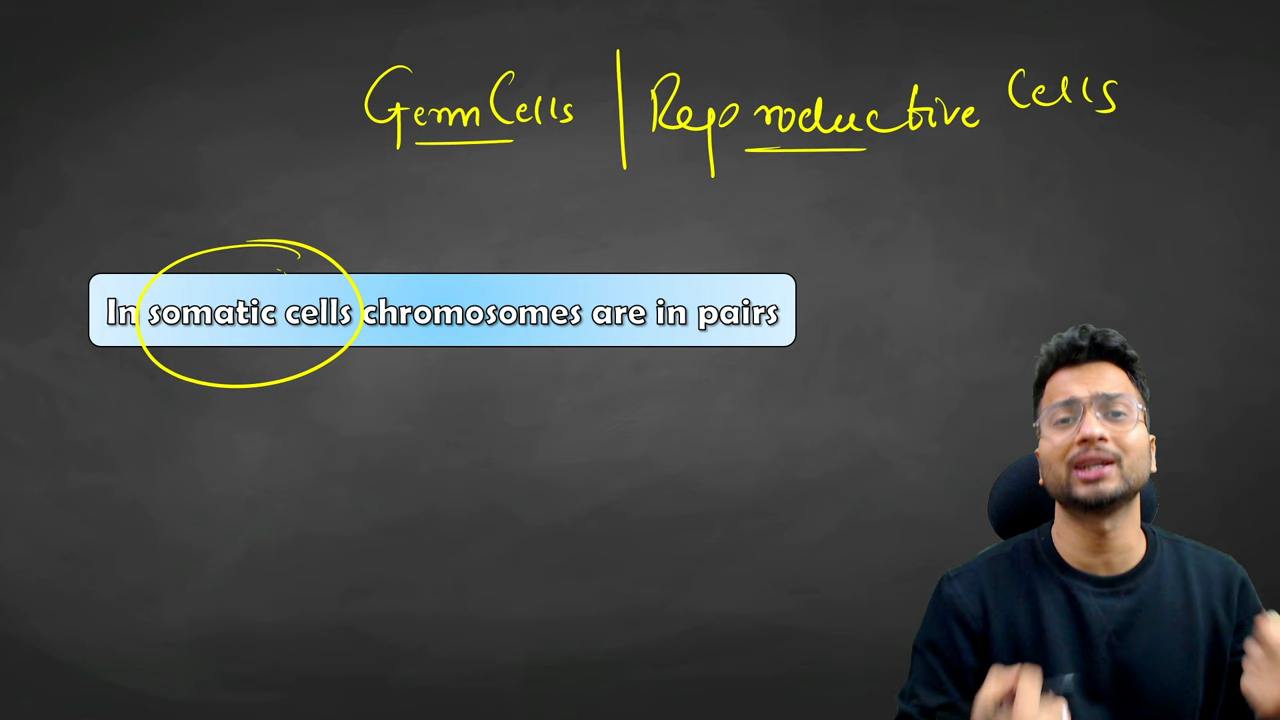 Germ Cells | Reproductive Cells
In somatic cells chromosomes are in pairs